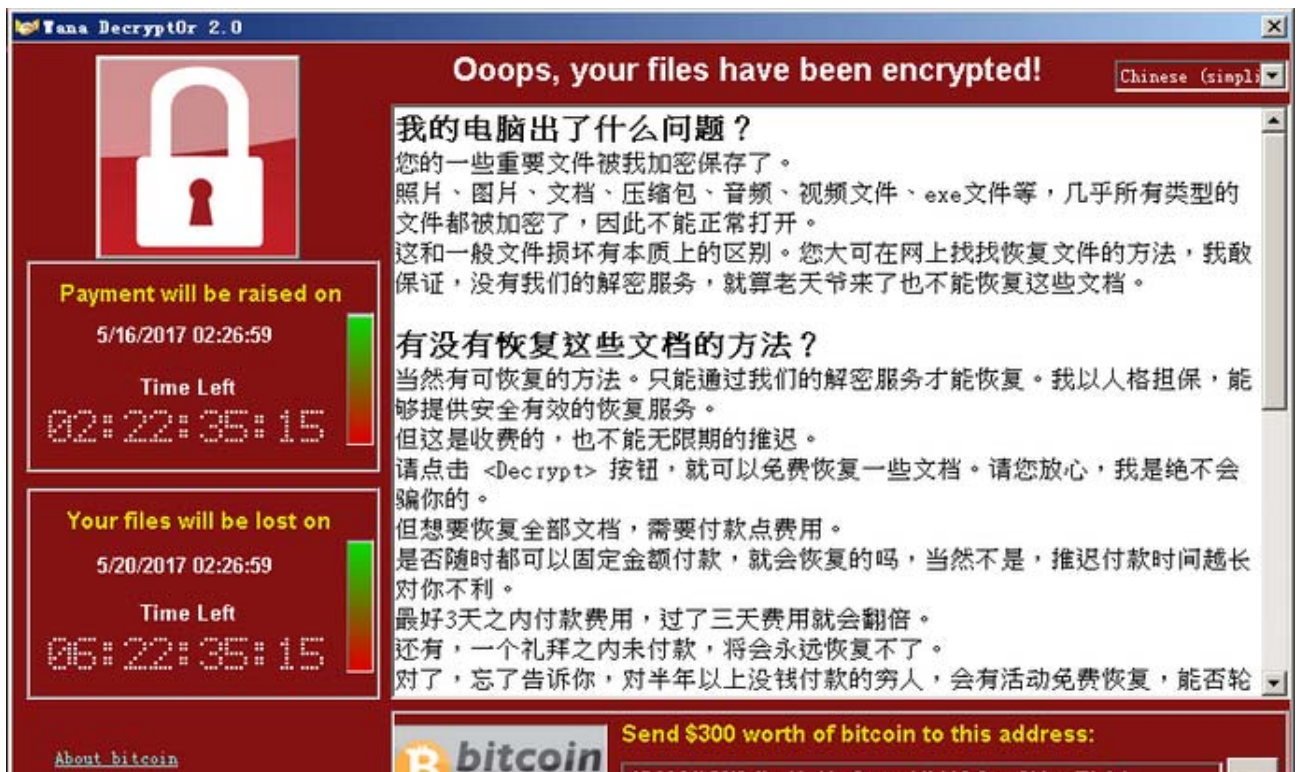 Tana Decrypt0r 2.0
Ooops, your files have been encrypted!
Chinese (simpli
Payment will be raised on
5/16/2017 02:26:59
Time Left
02:22:35:15
Your files will be lost on
5/20/2017 02:26:59
Time Left
06:22:35:15
About bitcoin
我的电脑出了什么问题？
您的一些重要文件被我加密保存了。
照片、图片、文档、压缩包、音频、视频文件、exe文件等，几乎所有类型的
文件都被加密了，因此不能正常打开。
这和一般文件损坏有本质上的区别。您大可在网上找找恢复文件的方法，我敢
保证，没有我们的解密服务，就算老天爷来了也不能恢复这些文档。
有没有恢复这些文档的方法？
当然有可恢复的方法。只能通过我们的解密服务才能恢复。我以人格担保，能
够提供安全有效的恢复服务。
但这是收费的，也不能无限期的推迟。
请点击 <Decrypt> 按钮，就可以免费恢复一些文档。请您放心，我是绝不会
骗你的。
但想要恢复全部文档，需要付款点费用。
是否随时都可以固定金额付款，就会恢复的吗，当然不是，推迟付款时间越长
对你不利。
最好3天之内付款费用，过了三天费用就会翻倍。
还有，一个礼拜之内未付款，将会永远恢复不了。
对了，忘了告诉你，对半年以上没钱付款的穷人，会有活动免费恢复，能否轮
bitcoin
Send $300 worth of bitcoin to this address: